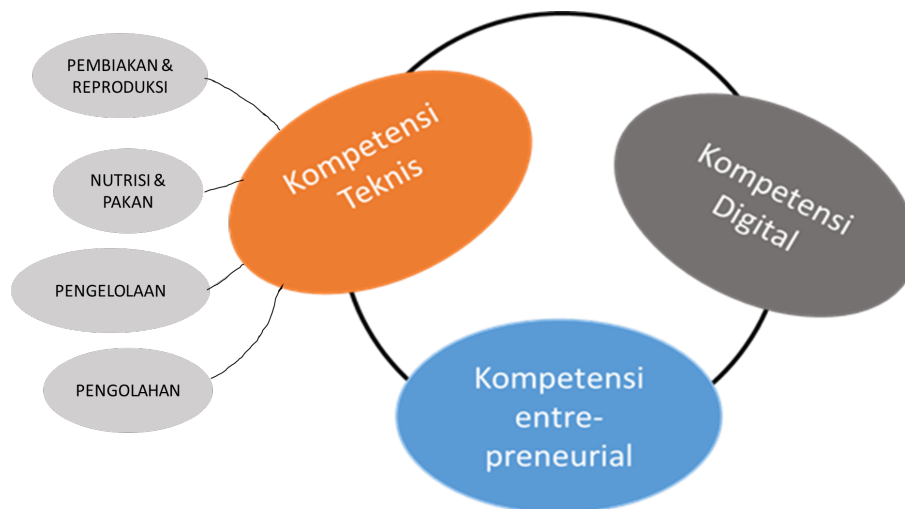 PEMBIAKAN &
REPRODUKSI
NUTRISI &
PAKAN
PENGELOLAAN
PENGOLAHAN
Kompetensi
Teknis
Kompetensi
Digital
Kompetensi
entre-
preneurial